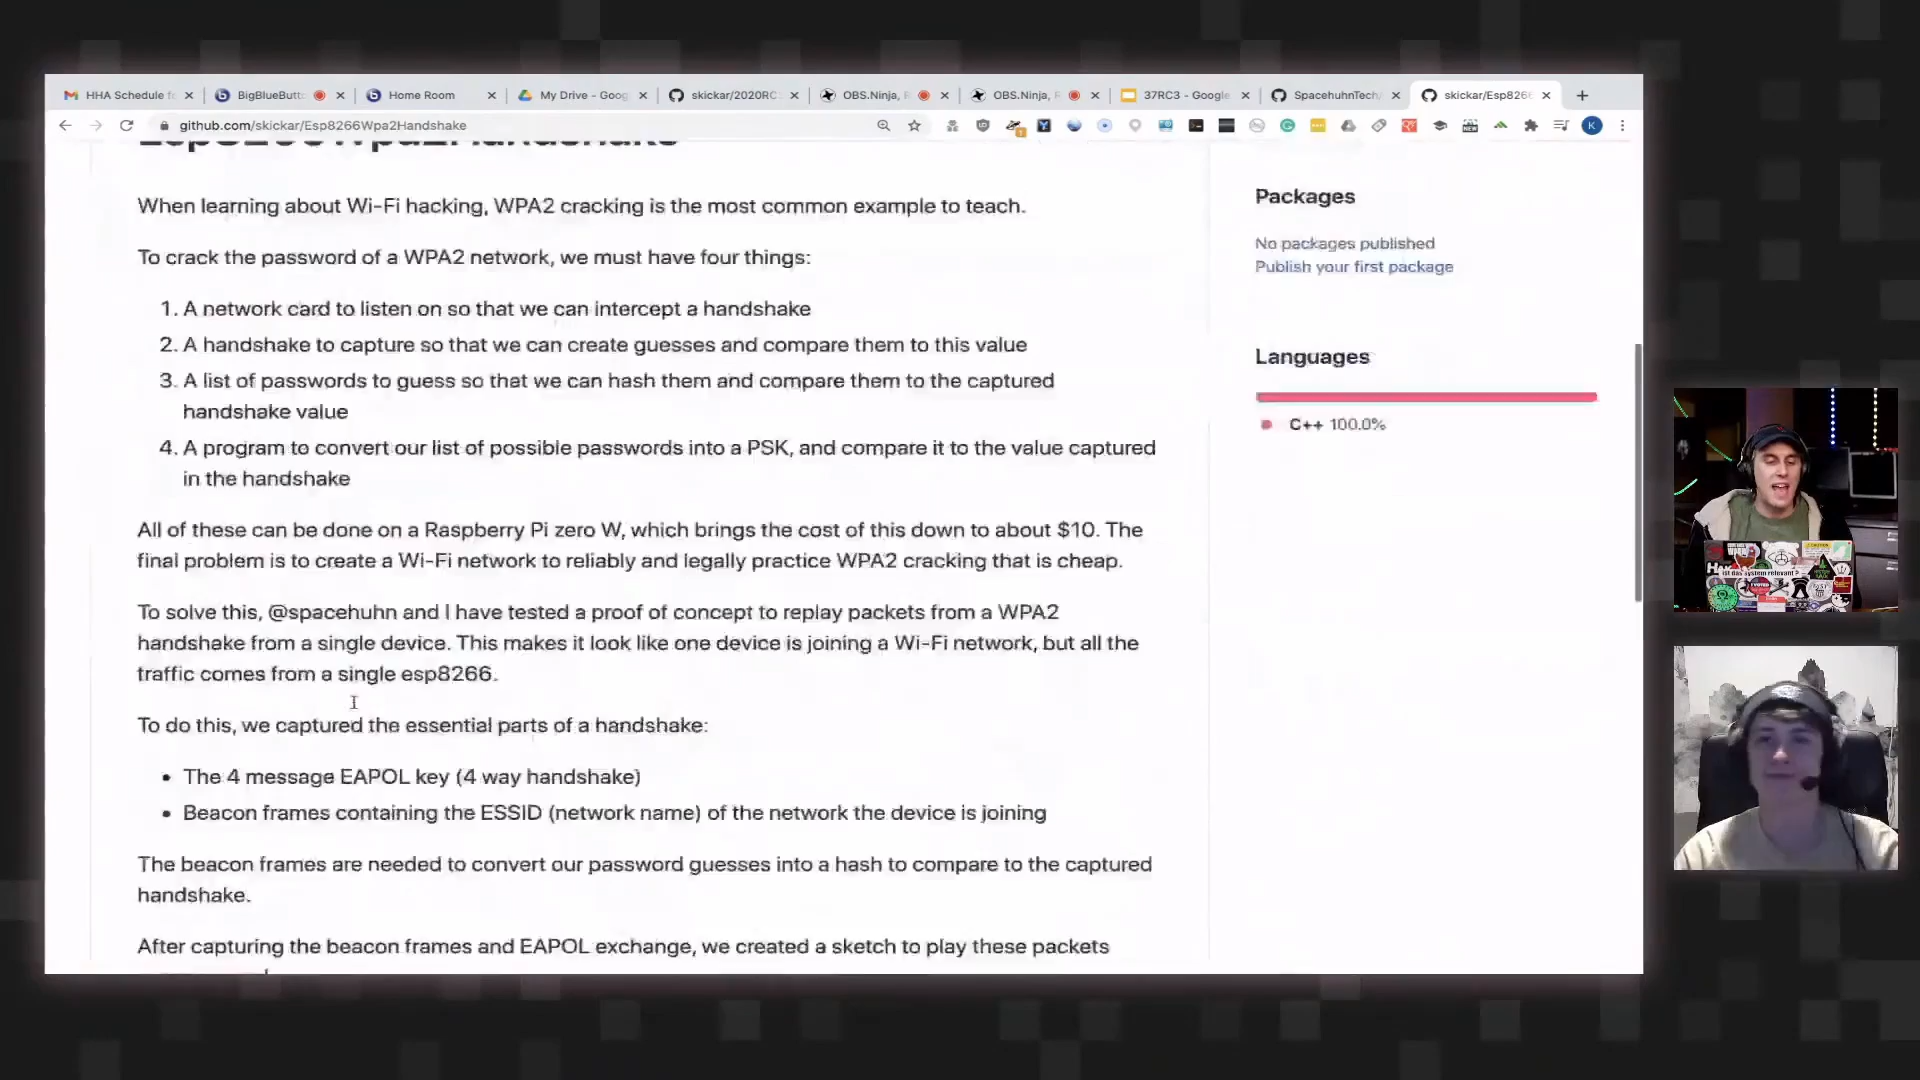 HHA Schedule f
BigBlueButt
Home Room
My Drive - Goog
skickar/2020RC
OBS.Ninja,
OBS.Ninja,
37RC3 - Google
SpacehuhnTech/
skickar/Esp8266
github.com/skickar/Esp8266Wpa2Handshake
Esp8266Wpa2Handshake
When learning about Wi-Fi hacking, WPA2 cracking is the most common example to teach.
To crack the password of a WPA2 network, we must have four things:
1. A network card to listen on so that we can intercept a handshake
2. A handshake to capture so that we can create guesses and compare them to this value
3. A list of passwords to guess so that we can hash them and compare them to the captured
handshake value
4. A program to convert our list of possible passwords into a PSK, and compare it to the value captured
in the handshake
All of these can be done on a Raspberry Pi zero W, which brings the cost of this down to about $10. The
final problem is to create a Wi-Fi network to reliably and legally practice WPA2 cracking that is cheap.
To solve this, @spacehuhn and I have tested a proof of concept to replay packets from a WPA2
handshake from a single device. This makes it look like one device is joining a Wi-Fi network, but all the
traffic comes from a single esp8266.
To do this, we captured the essential parts of a handshake:
• The 4 message EAPOL key (4 way handshake)
• Beacon frames containing the ESSID (network name) of the network the device is joining
The beacon frames are needed to convert our password guesses into a hash to compare to the captured
handshake.
After capturing the beacon frames and EAPOL exchange, we created a sketch to play these packets
Packages
No packages published
Publish your first package
Languages
C++ 100.0%
K
ist das system relevant?